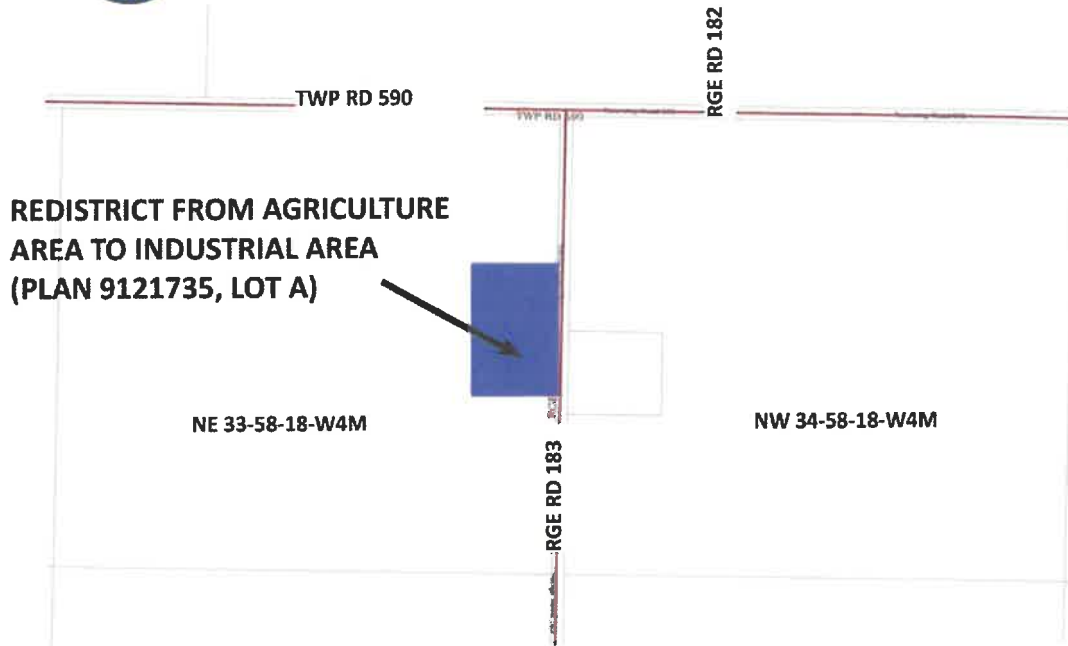 RGE RD 182
TWP RD 590
REDISTRICT FROM AGRICULTURE
AREA TO INDUSTRIAL AREA
(PLAN 9121735, LOT A)
NE 33-58-18-W4M
NW 34-58-18-W4M
RGE RD 183